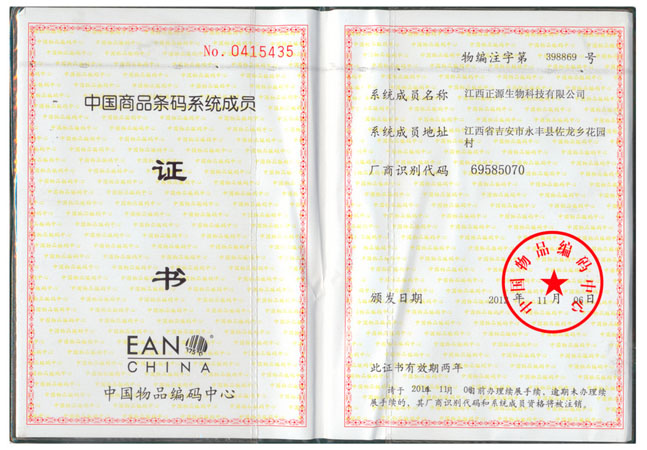 No. 0415435
中国商品条码系统成员
证
书
EAN
CHINA
中国物品编码中心
物编注字第 398869 号
系统成员名称 江西正源生物科技有限公司
系统成员地址 江西省吉安市永丰县佐龙乡花园
村
厂商识别代码 69585070
中国物品编码中心
颁发日期 2012 年 11 月 06日
此证书有效期两年
请于 2014 年 11月 06 前办理续展手续，逾期未办理续
展手续的，其厂商识别代码和系统成员资格将被注销。